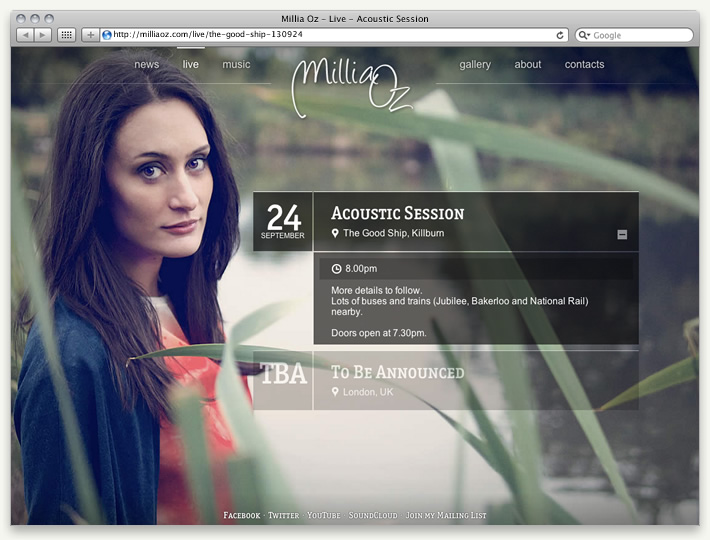 Millia Oz – Live – Acoustic Session
http://milliaoz.com/live/the-good-ship-130924
Google
news live music MilliaOz gallery about contacts
24
SEPTEMBER
Acoustic Session
The Good Ship, Killburn
8.00pm
More details to follow.
Lots of buses and trains (Jubilee, Bakerloo and National Rail)
nearby.
Doors open at 7.30pm.
TBA
To Be Announced
London, UK
Facebook · Twitter · YouTube · SoundCloud · Join my Mailing List